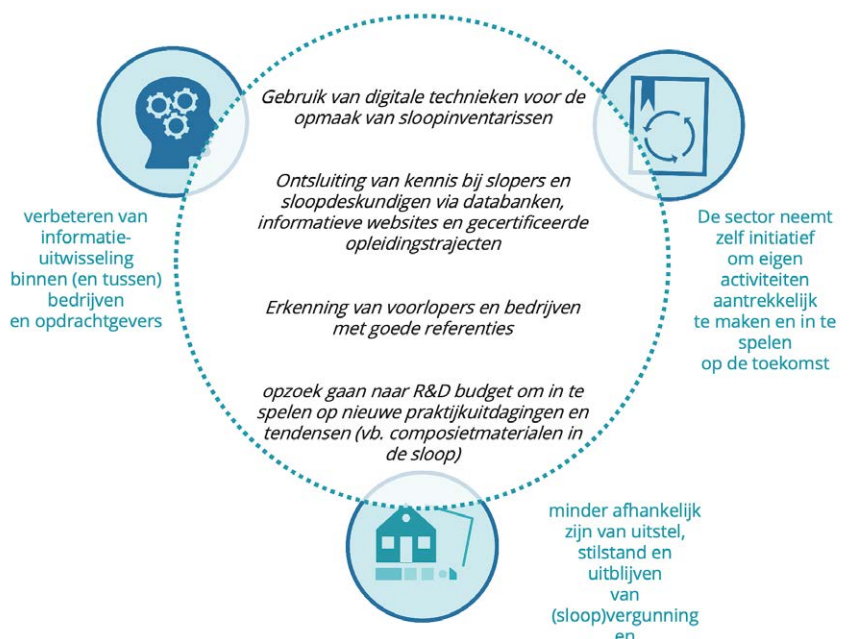 Gebruik van digitale technieken voor de
opmaak van sloopinventarissen
Ontsluiting van kennis bij slopers en
sloopdeskundigen via databanken,
informatieve websites en gecertificeerde
opleidingstrajecten
Erkenning van voorlopers en bedrijven
met goede referenties
opzoek gaan naar R&D budget om in te
spelen op nieuwe praktijkuitdagingen en
tendensen (vb. composietmaterialen in
de sloop)
verbeteren van
informatie-
uitwisseling
binnen (en tussen)
bedrijven
en opdrachtgevers
De sector neemt
zelf initiatief
om eigen
activiteiten
aantrekkelijk
te maken en in te
spelen
op de toekomst
minder afhankelijk
zijn van uitstel,
stilstand en
uitblijven
van
(sloop)vergunning
en